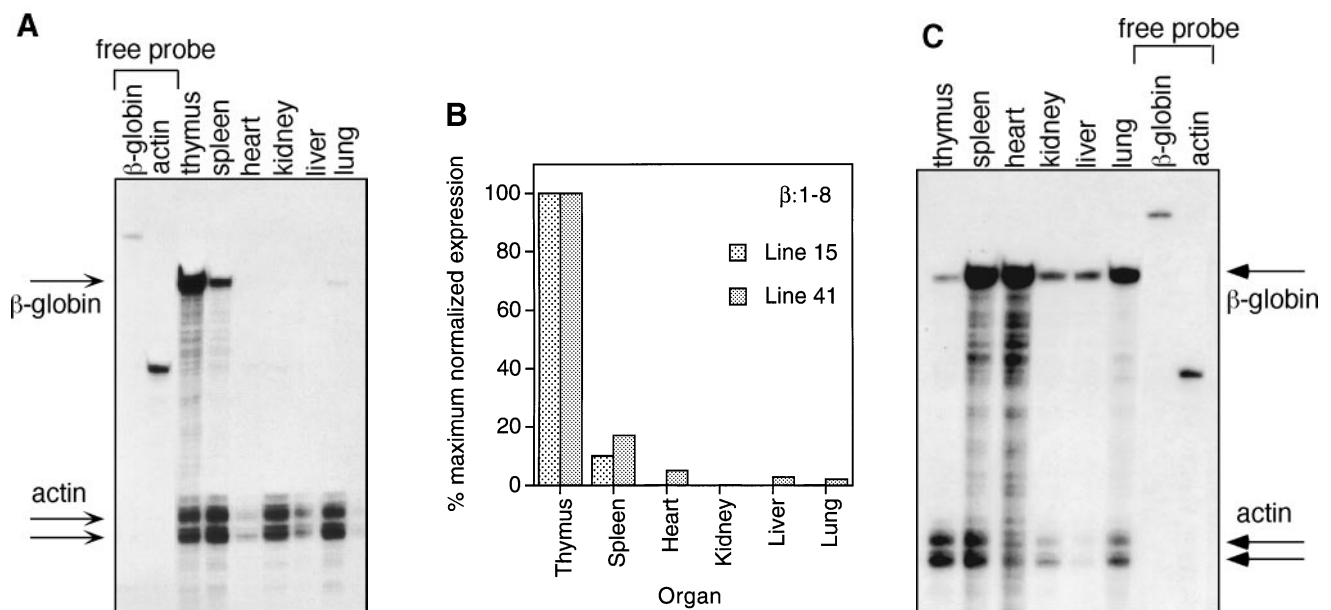 A
free probe
β-globin
actin
thymus
spleen
heart
kidney
liver
lung
β-globin
actin
B
% maximum normalized expression
100
80
60
40
20
0
β:1-8
Line 15
Line 41
Thymus
Spleen
Heart
Kidney
Liver
Lung
Organ
C
free probe
thymus
spleen
heart
kidney
liver
lung
β-globin
actin
β-globin
actin